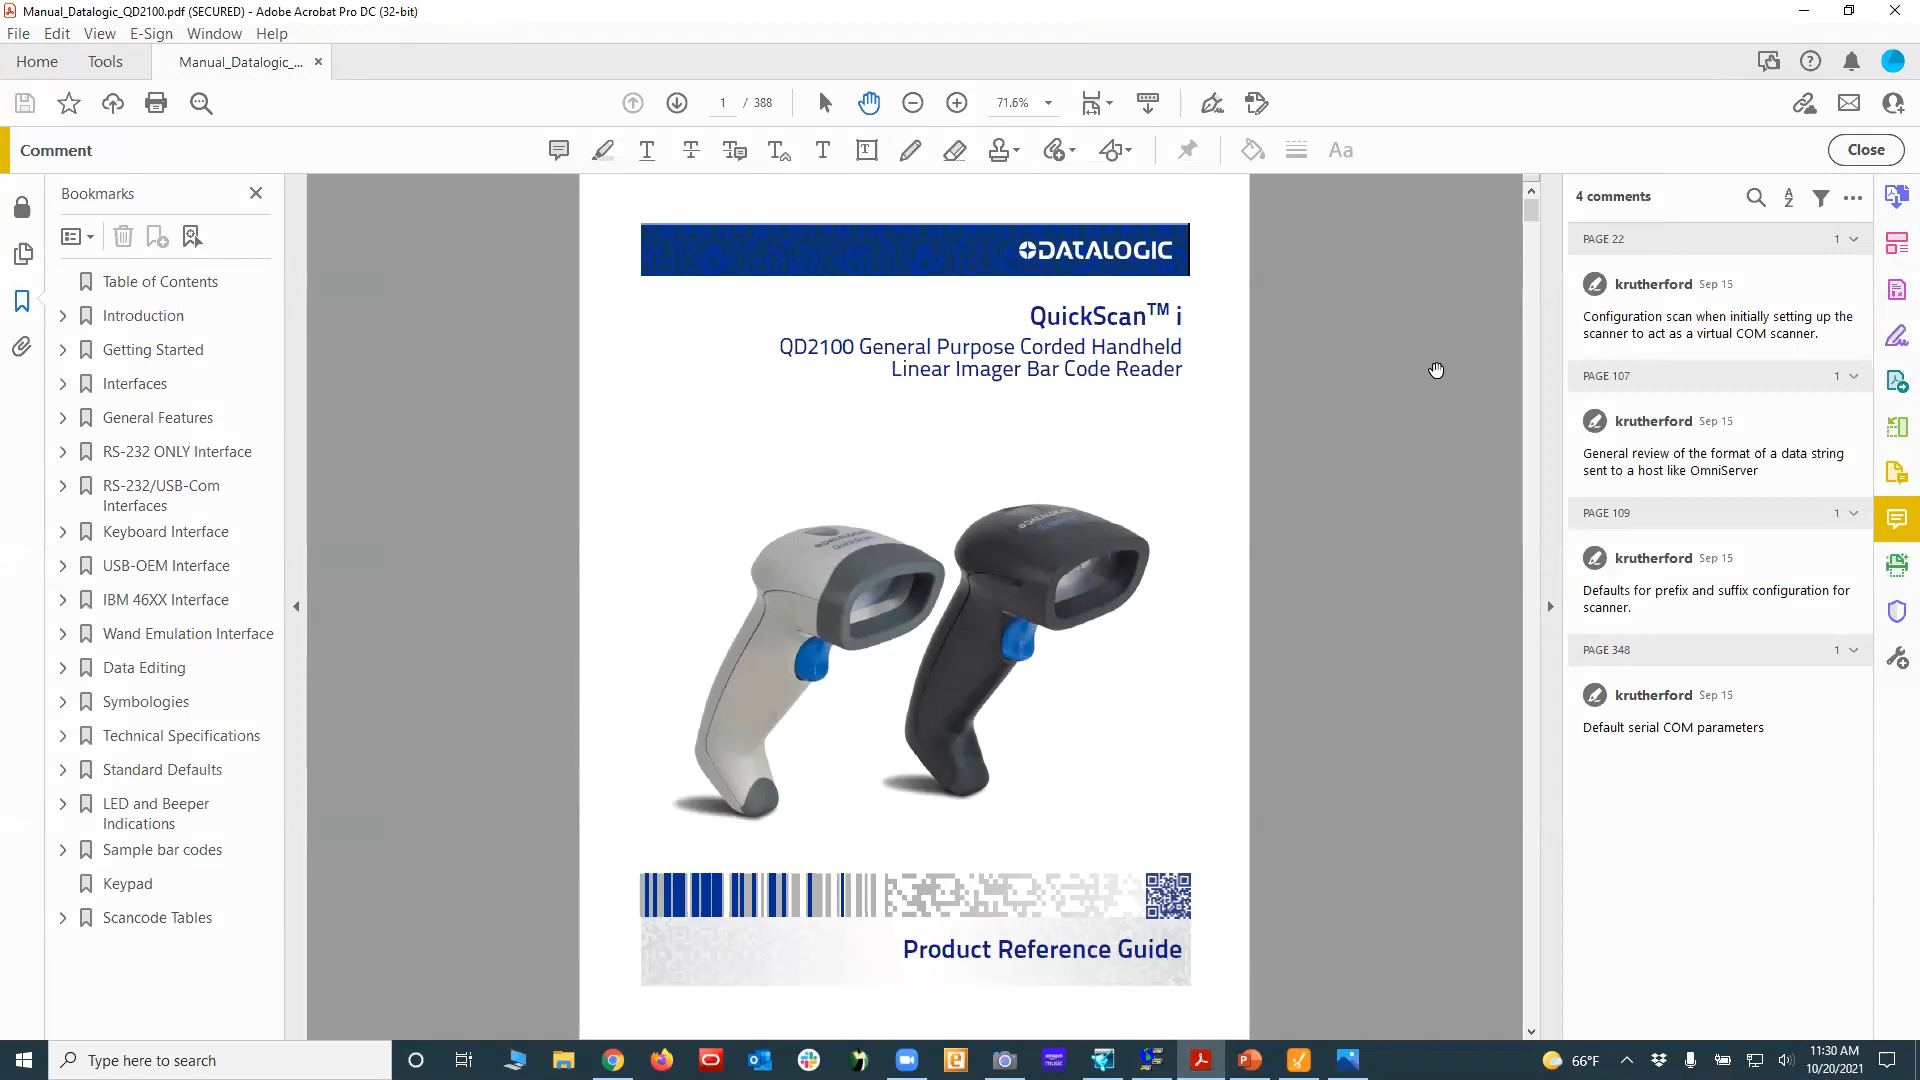 Manual_Datalogic_QD2100.pdf (SECURED) - Adobe Acrobat Pro DC (32-bit)
File Edit View E-Sign Window Help
Home Tools Manual_Datalogic_...
1 / 388 71.6%
Comment Close
Bookmarks
Table of Contents
Introduction
Getting Started
Interfaces
General Features
RS-232 ONLY Interface
RS-232/USB-Com
Interfaces
Keyboard Interface
USB-OEM Interface
IBM 46XX Interface
Wand Emulation Interface
Data Editing
Symbologies
Technical Specifications
Standard Defaults
LED and Beeper
Indications
Sample bar codes
Keypad
Scancode Tables
DATALOGIC
QuickScan™ i
QD2100 General Purpose Corded Handheld
Linear Imager Bar Code Reader
Product Reference Guide
4 comments
PAGE 22 1
krutherford Sep 15
Configuration scan when initially setting up the
scanner to act as a virtual COM scanner.
PAGE 107 1
krutherford Sep 15
General review of the format of a data string
sent to a host like OmniServer
PAGE 109 1
krutherford Sep 15
Defaults for prefix and suffix configuration for
scanner.
PAGE 348 1
krutherford Sep 15
Default serial COM parameters
Type here to search
66°F
11:30 AM
10/20/2021